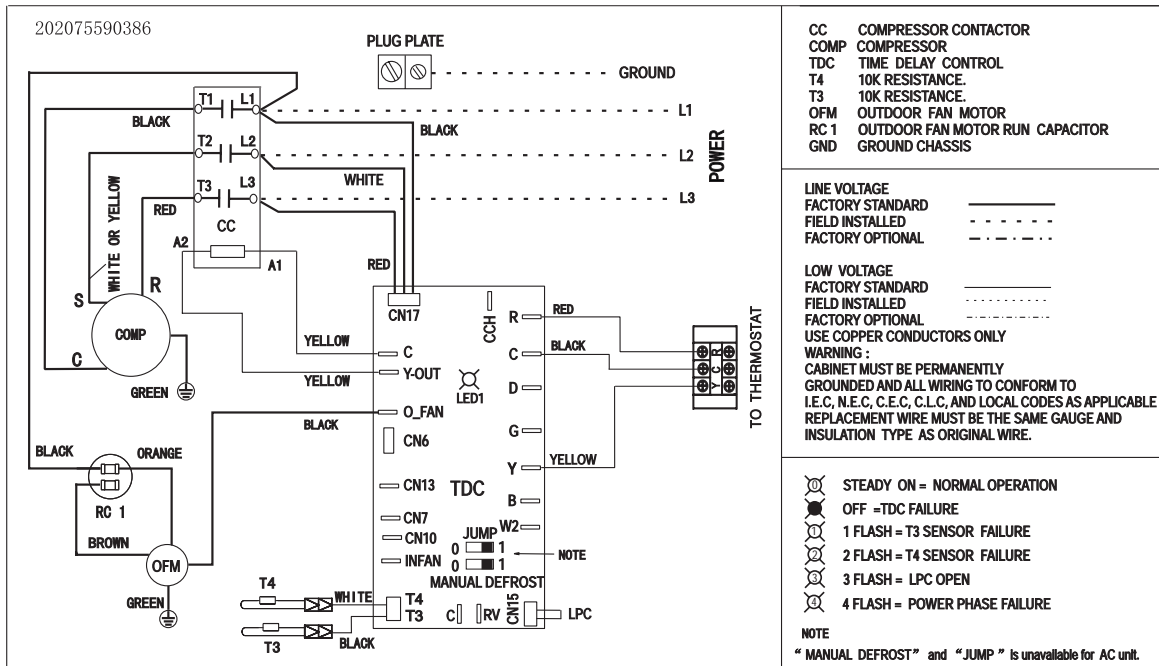 202075590386
PLUG PLATE
GROUND
T1 L1
L1
BLACK
BLACK
T2 L2
L2
WHITE
POWER
T3 L3
L3
RED
CC
WHITE OR YELLOW
A2
A1
RED
S
R
COMP
C
GREEN
CN17
CCH
R
RED
YELLOW
C
C
BLACK
YELLOW
Y-OUT
LED1
D
O_FAN
BLACK
CN6
G
R
C
Y
TO THERMOSTAT
BLACK
ORANGE
Y
YELLOW
CN13
TDC
RC 1
B
CN7
W2
CN10
JUMP
0 1
NOTE
BROWN
INFAN
0 1
OFM
MANUAL DEFROST
GREEN
T4
WHITE
T4
T3
C
RV
CN15
LPC
T3
BLACK
CC COMPRESSOR CONTACTOR
COMP COMPRESSOR
TDC TIME DELAY CONTROL
T4 10K RESISTANCE.
T3 10K RESISTANCE.
OFM OUTDOOR FAN MOTOR
RC 1 OUTDOOR FAN MOTOR RUN CAPACITOR
GND GROUND CHASSIS
LINE VOLTAGE
FACTORY STANDARD
FIELD INSTALLED
FACTORY OPTIONAL
LOW VOLTAGE
FACTORY STANDARD
FIELD INSTALLED
FACTORY OPTIONAL
USE COPPER CONDUCTORS ONLY
WARNING :
CABINET MUST BE PERMANENTLY
GROUNDED AND ALL WIRING TO CONFORM TO
I.E.C, N.E.C, C.E.C, C.L.C, AND LOCAL CODES AS APPLICABLE
REPLACEMENT WIRE MUST BE THE SAME GAUGE AND
INSULATION TYPE AS ORIGINAL WIRE.
0 STEADY ON = NORMAL OPERATION
OFF =TDC FAILURE
1 1 FLASH = T3 SENSOR FAILURE
2 2 FLASH = T4 SENSOR FAILURE
3 3 FLASH = LPC OPEN
4 4 FLASH = POWER PHASE FAILURE
NOTE
“ MANUAL DEFROST” and “JUMP ” is unavailable for AC unit.